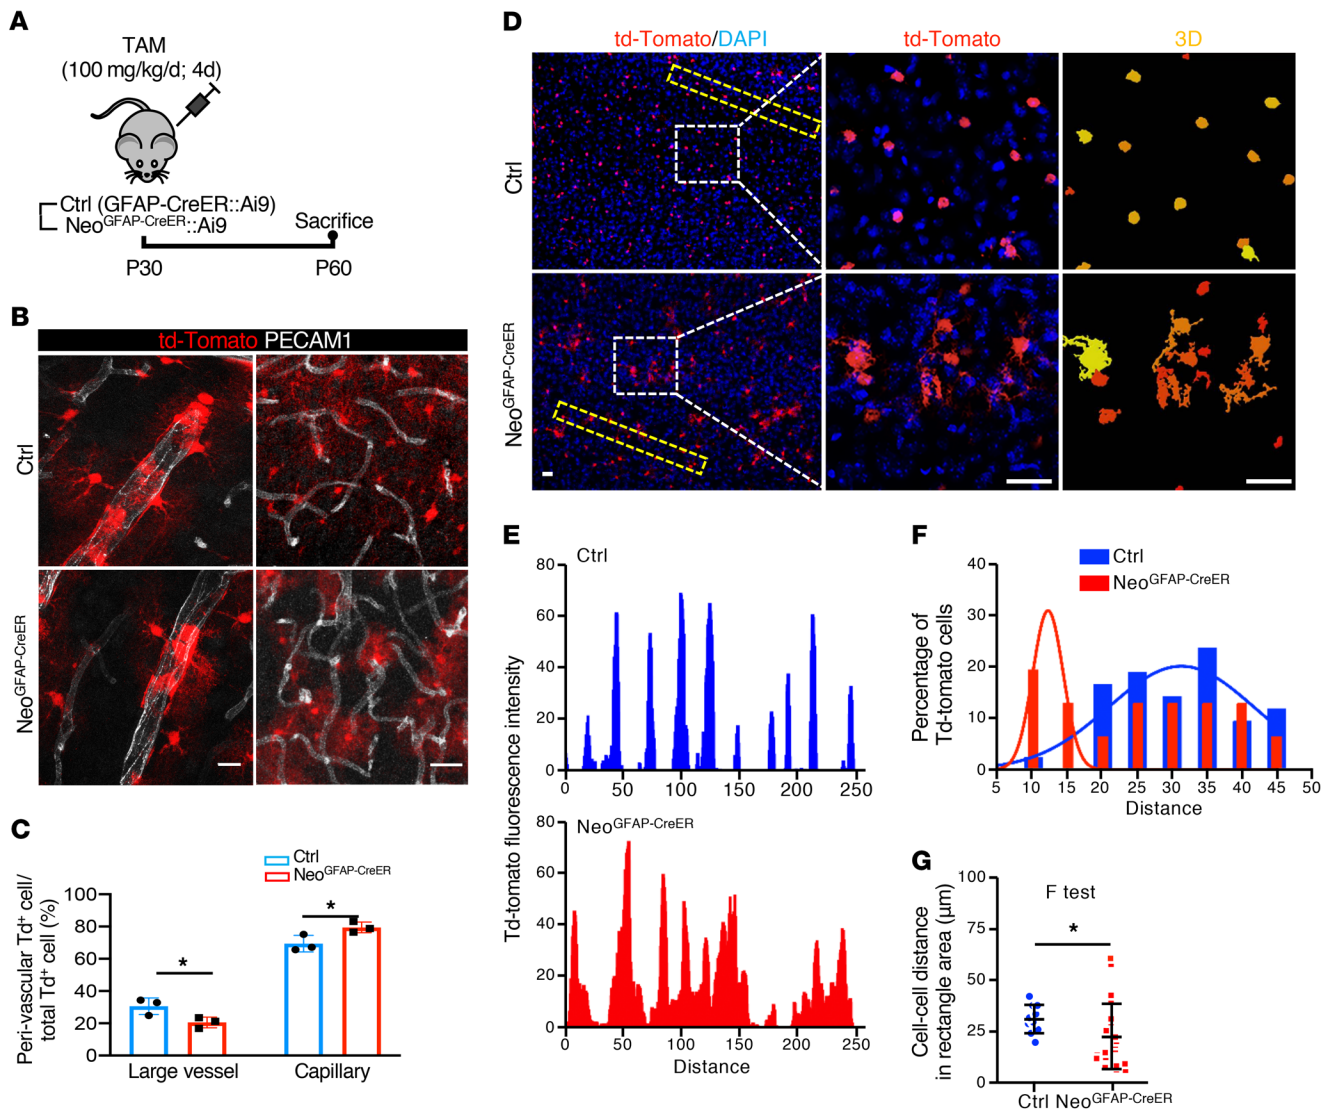 A
TAM
(100 mg/kg/d; 4d)
Ctrl (GFAP-CreER::Ai9)
Neo^GFAP-CreER::Ai9
Sacrifice
P30
P60
B
td-Tomato PECAM1
Ctrl
Neo^GFAP-CreER
C
Ctrl
Neo^GFAP-CreER
Peri-vascular Td+ cell/
total Td+ cell (%)
100
80
60
40
20
0
*
*
Large vessel
Capillary
D
td-Tomato/DAPI
td-Tomato
3D
Ctrl
Neo^GFAP-CreER
E
Td-tomato fluorescence intensity
Ctrl
80
60
40
20
0
0 50 100 150 200 250
Neo^GFAP-CreER
80
60
40
20
0
0 50 100 150 200 250
Distance
F
Ctrl
Neo^GFAP-CreER
Percentage of
Td-tomato cells
40
30
20
10
0
5 10 15 20 25 30 35 40 45 50
Distance
G
F test
*
Cell-cell distance
in rectangle area (μm)
100
75
50
25
0
Ctrl Neo^GFAP-CreER